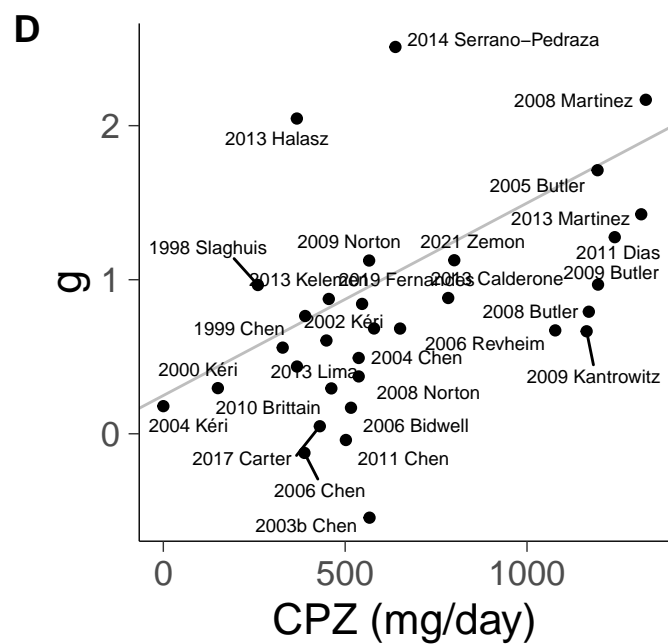 D
2014 Serrano−Pedraza
2008 Martinez
2
2013 Halasz
2005 Butler
2013 Martinez
2009 Norton
2021 Zemon
1998 Slaghuis
2011 Dias
2009 Butler
2013 Kelemen
2019 Fernandes
2013 Calderone
g
1
2008 Butler
1999 Chen
2002 Kéri
2006 Revheim
2004 Chen
2000 Kéri
2013 Lima
2009 Kantrowitz
2008 Norton
2010 Brittain
2004 Kéri
2006 Bidwell
0
2017 Carter
2011 Chen
2006 Chen
2003b Chen
0
500
1000
CPZ (mg/day)